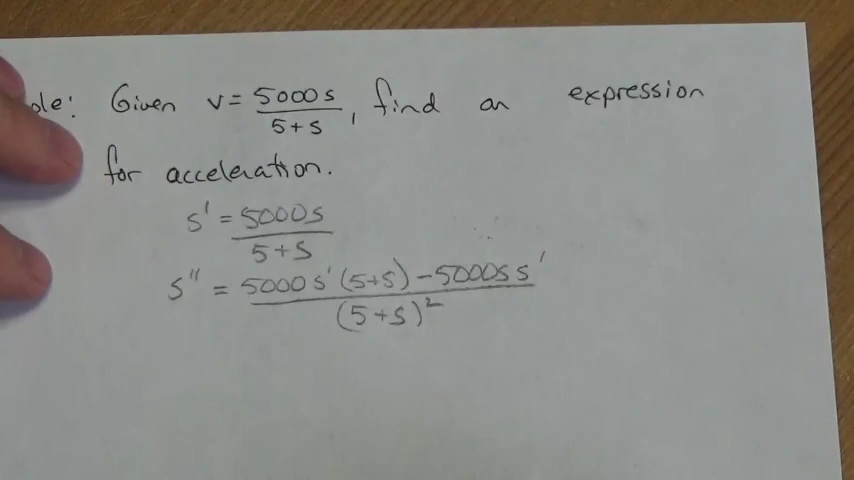 ple: Given v = 5000s / 5+s, find an expression
for acceleration.
s' = 5000s / 5+s
s'' = 5000s'(5+s) - 5000s s' / (5+s)²